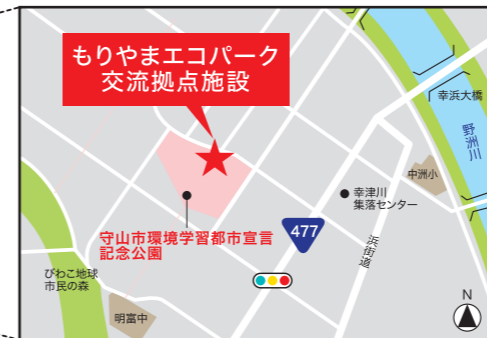 もりやまエコパーク
交流拠点施設
幸浜大橋
野洲川
中洲小
幸津川
集落センター
477
浜街道
守山市環境学習都市宣言
記念公園
びわこ地球
市民の森
明富中
N